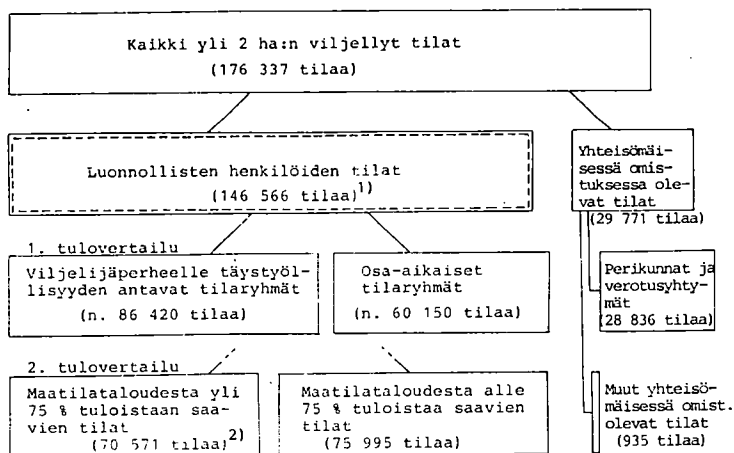 Kaikki yli 2 ha:n viljellyt tilat
(176 337 tilaa)
Luonnollisten henkilöiden tilat
(146 566 tilaa)1)
Yhteisömäi-
sessä omis-
tuksessa ole-
vat tilat
(29 771 tilaa)
1. tulovertailu
Viljelijäperheelle täystyöl-
lisyyden antavat tilaryhmät
(n. 86 420 tilaa)
Osa-aikaiset
tilaryhmät
(n. 60 150 tilaa)
Perikunnat ja
verotusyhty-
mät
(28 836 tilaa)
2. tulovertailu
Maatilataloudesta yli
75 % tuloistaan saa-
vien tilat
(70 571 tilaa)2)
Maatilataloudesta alle
75 % tuloistaa saavien
tilat
(75 995 tilaa)
Muut yhteisö-
mäisessä omist.
olevat tilat
(935 tilaa)